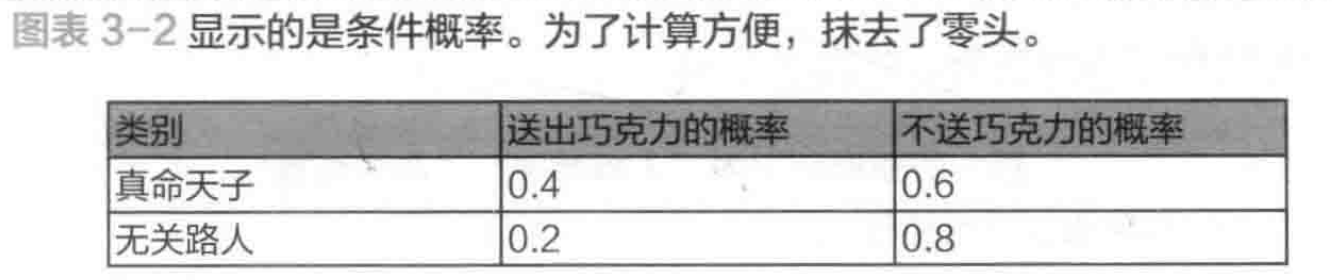 图表 3-2 显示的是条件概率。为了计算方便，抹去了零头。
类别 送出巧克力的概率 不送巧克力的概率
真命天子 0.4 0.6
无关路人 0.2 0.8